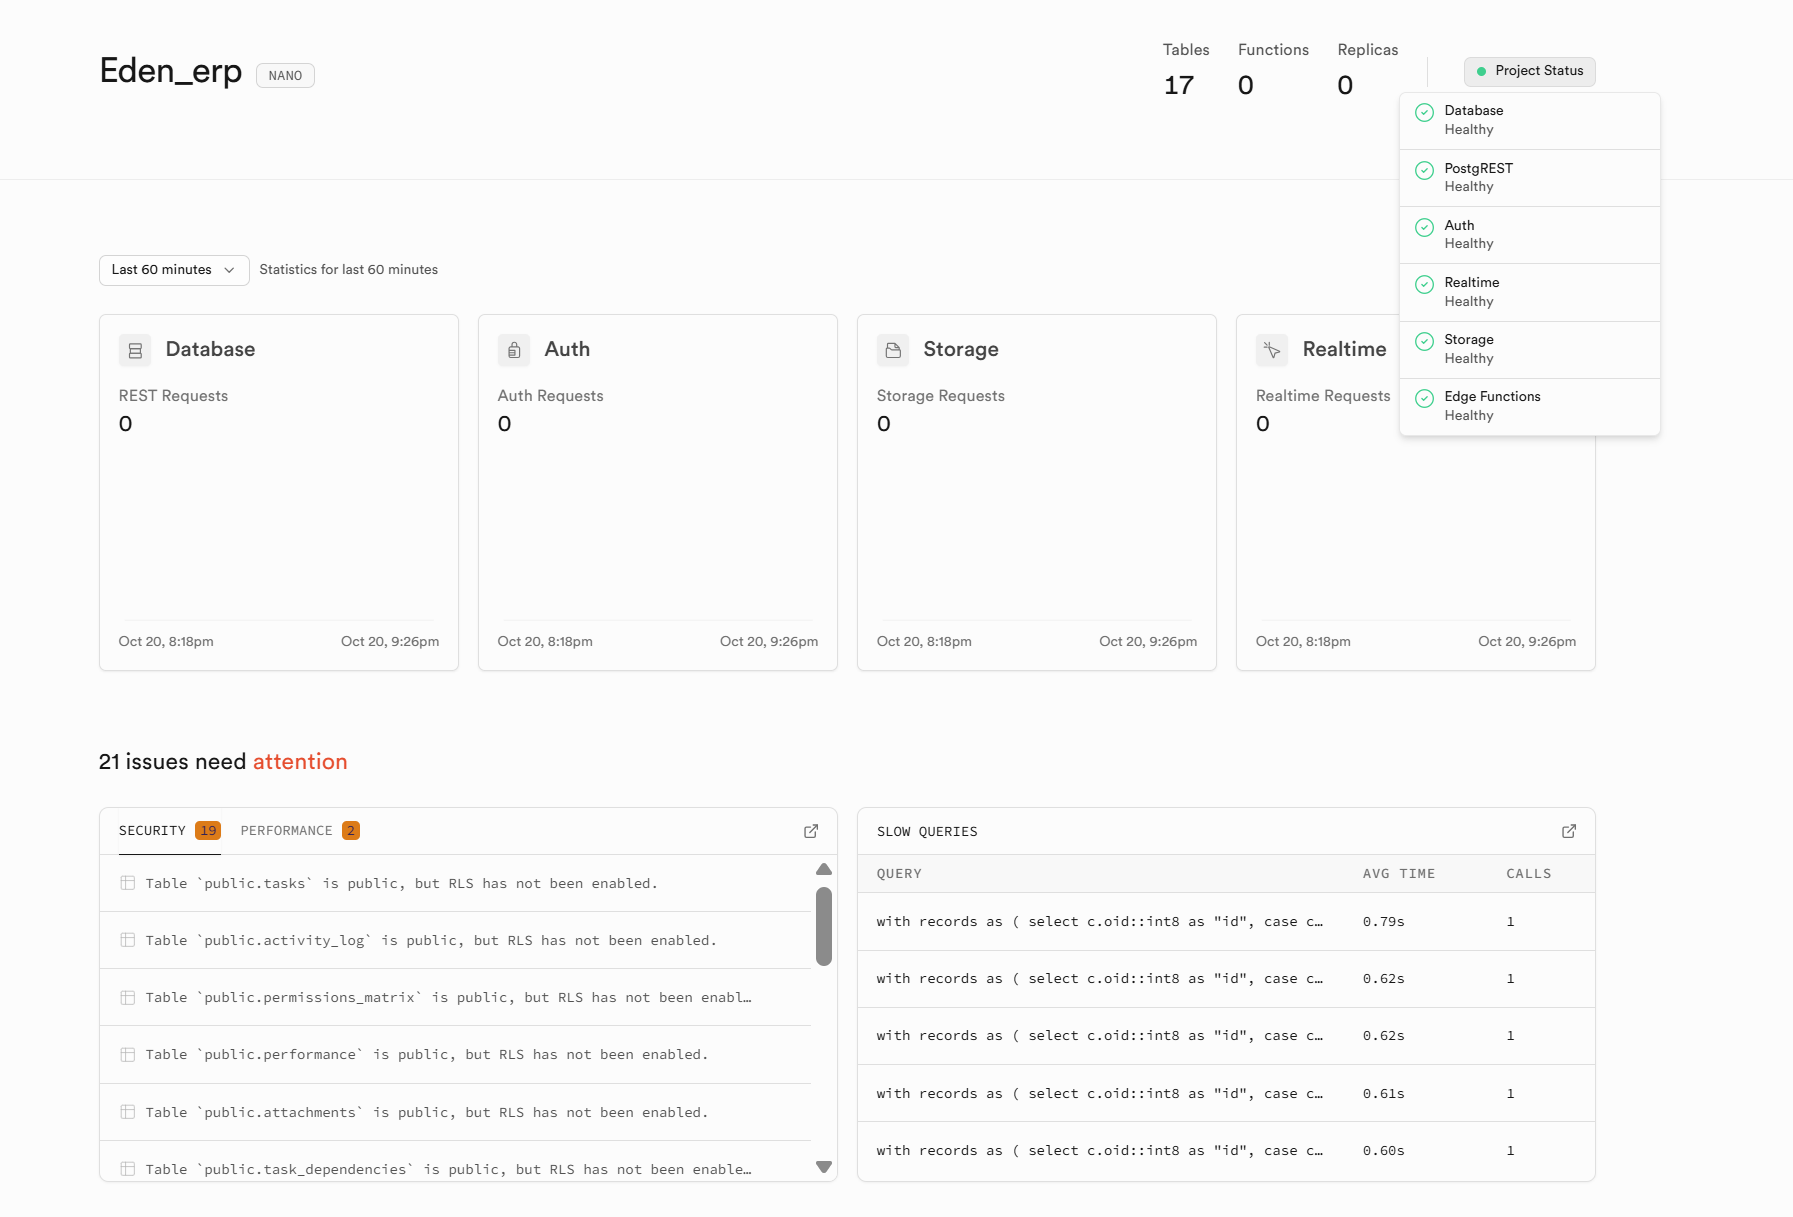 Eden_erp
NANO
Tables
17
Functions
0
Replicas
0
Project Status
Database
Healthy
PostgREST
Healthy
Auth
Healthy
Realtime
Healthy
Storage
Healthy
Edge Functions
Healthy
Last 60 minutes
Statistics for last 60 minutes
Database
REST Requests
0
Oct 20, 8:18pm Oct 20, 9:26pm
Auth
Auth Requests
0
Oct 20, 8:18pm Oct 20, 9:26pm
Storage
Storage Requests
0
Oct 20, 8:18pm Oct 20, 9:26pm
Realtime
Realtime Requests
0
Oct 20, 8:18pm Oct 20, 9:26pm
21 issues need attention
SECURITY 19 PERFORMANCE 2
Table `public.tasks` is public, but RLS has not been enabled.
Table `public.activity_log` is public, but RLS has not been enabled.
Table `public.permissions_matrix` is public, but RLS has not been enabl…
Table `public.performance` is public, but RLS has not been enabled.
Table `public.attachments` is public, but RLS has not been enabled.
Table `public.task_dependencies` is public, but RLS has not been enable…
SLOW QUERIES
QUERY AVG TIME CALLS
with records as ( select c.oid::int8 as "id", case c… 0.79s 1
with records as ( select c.oid::int8 as "id", case c… 0.62s 1
with records as ( select c.oid::int8 as "id", case c… 0.62s 1
with records as ( select c.oid::int8 as "id", case c… 0.61s 1
with records as ( select c.oid::int8 as "id", case c… 0.60s 1